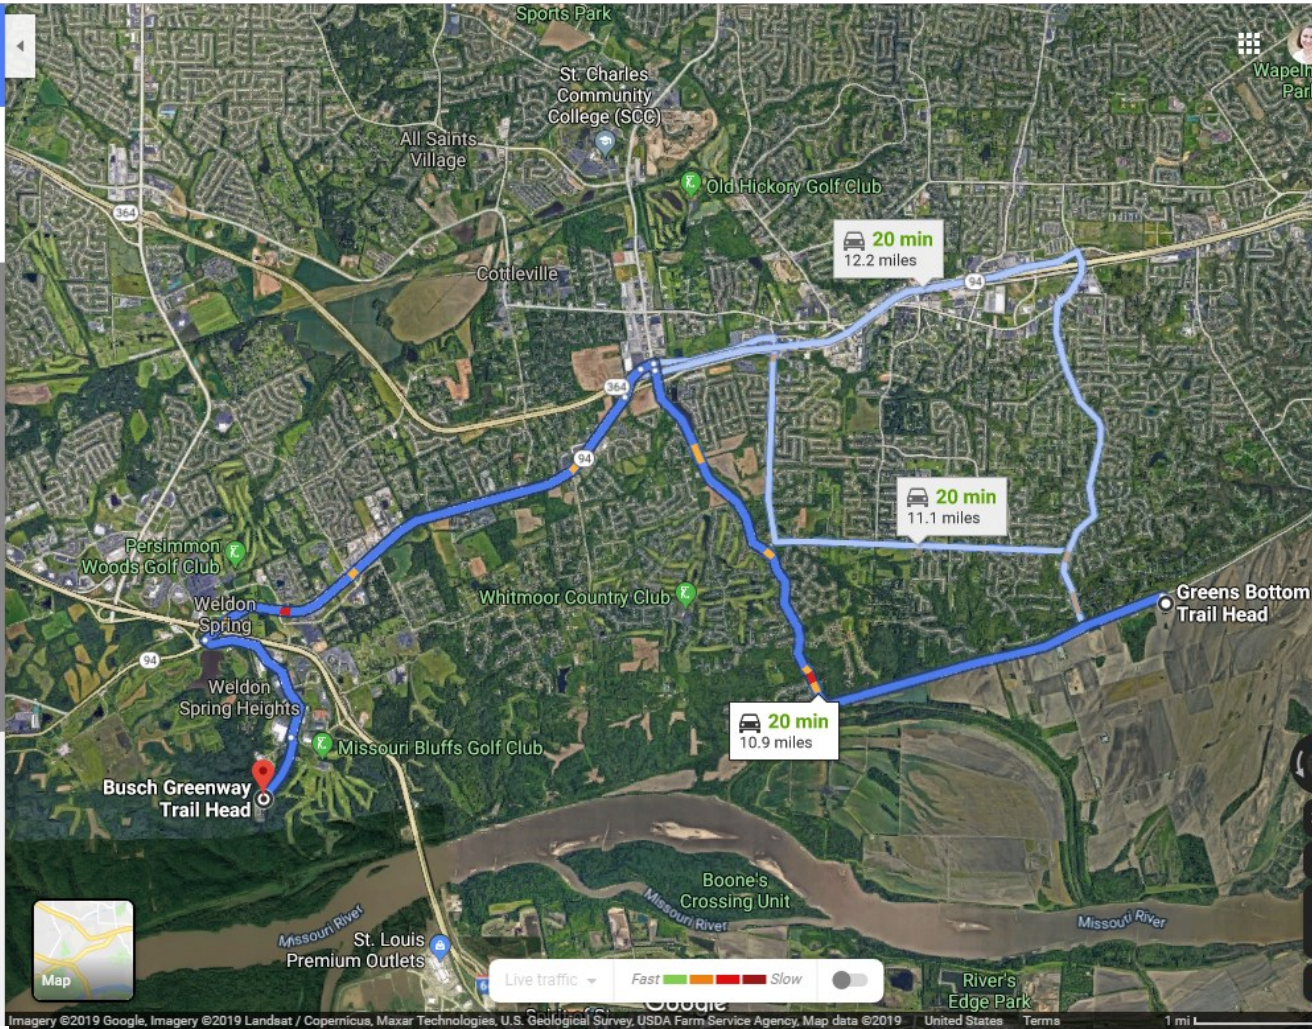 Sports Park
St. Charles
Community
College (SCC)
Wapelh
Par
All Saints
Village
Old Hickory Golf Club
364
20 min
12.2 miles
Cottleville
94
364
94
20 min
11.1 miles
Persimmon
Woods Golf Club
Whitmoor Country Club
Greens Bottom
Trail Head
Weldon
Spring
94
Weldon
Spring Heights
20 min
10.9 miles
Missouri Bluffs Golf Club
Busch Greenway
Trail Head
Boone's
Crossing Unit
Missouri River
Missouri River
Missouri River
St. Louis
Premium Outlets
Map
Live traffic
Fast
Slow
River's
Edge Park
Google
Imagery ©2019 Google, Imagery ©2019 Landsat / Copernicus, Maxar Technologies, U.S. Geological Survey, USDA Farm Service Agency, Map data ©2019 United States Terms 1 mi